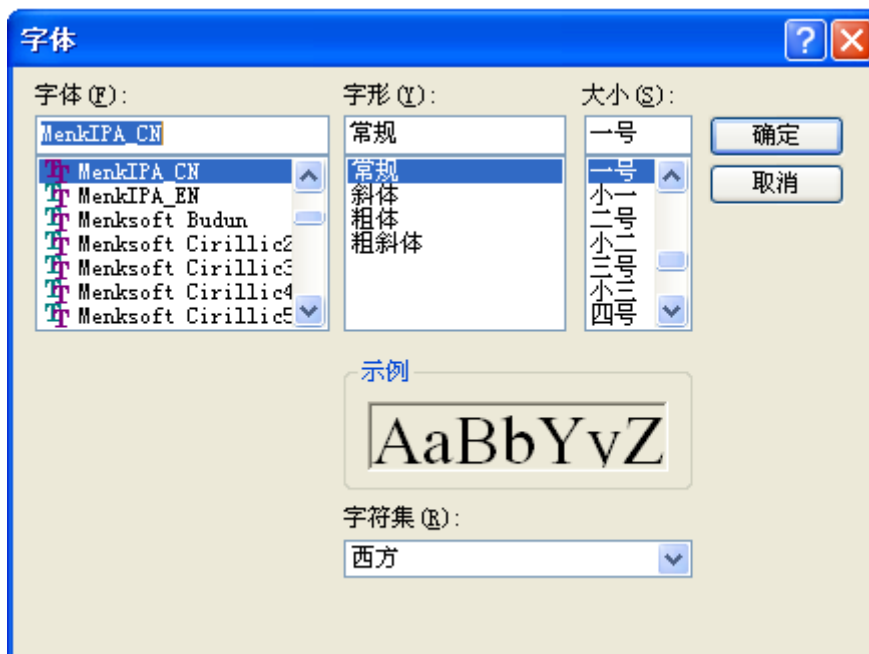 字体
字体(F):
字形(Y):
大小(S):
MenkIPA_CN
常规
一号
确定
取消
MenkIPA_CN
MenkIPA_EN
Menksoft Budun
Menksoft Cirillic2
Menksoft Cirillic3
Menksoft Cirillic4
Menksoft Cirillic5
常规
斜体
粗体
粗斜体
一号
小一
二号
小二
三号
小三
四号
示例
AaBbYyZ
字符集(R):
西方